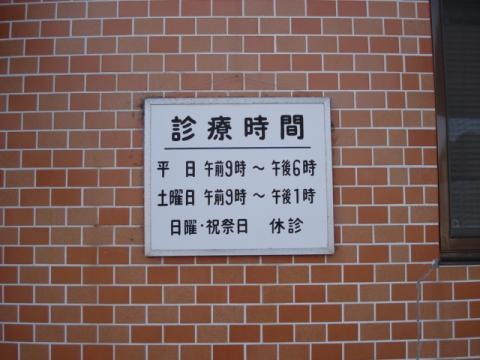 診療時間
平日 午前9時〜午後6時
土曜日 午前9時〜午後1時
日曜・祝祭日 休診